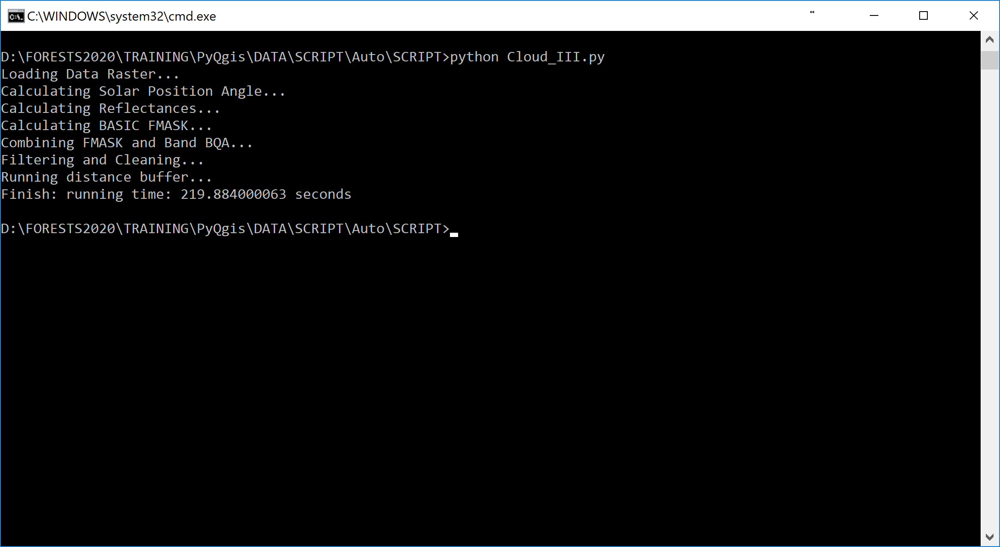 C:\WINDOWS\system32\cmd.exe
D:\FORESTS2020\TRAINING\PyQgis\DATA\SCRIPT\Auto\SCRIPT>python Cloud_III.py
Loading Data Raster...
Calculating Solar Position Angle...
Calculating Reflectances...
Calculating BASIC FMASK...
Combining FMASK and Band BQA...
Filtering and Cleaning...
Running distance buffer...
Finish: running time: 219.884000063 seconds
D:\FORESTS2020\TRAINING\PyQgis\DATA\SCRIPT\Auto\SCRIPT>